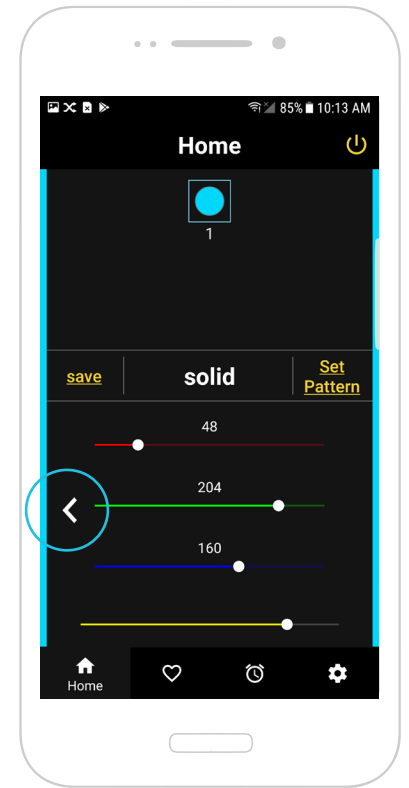 85% 10:13 AM
Home
1
save
solid
Set
Pattern
48
204
160
Home